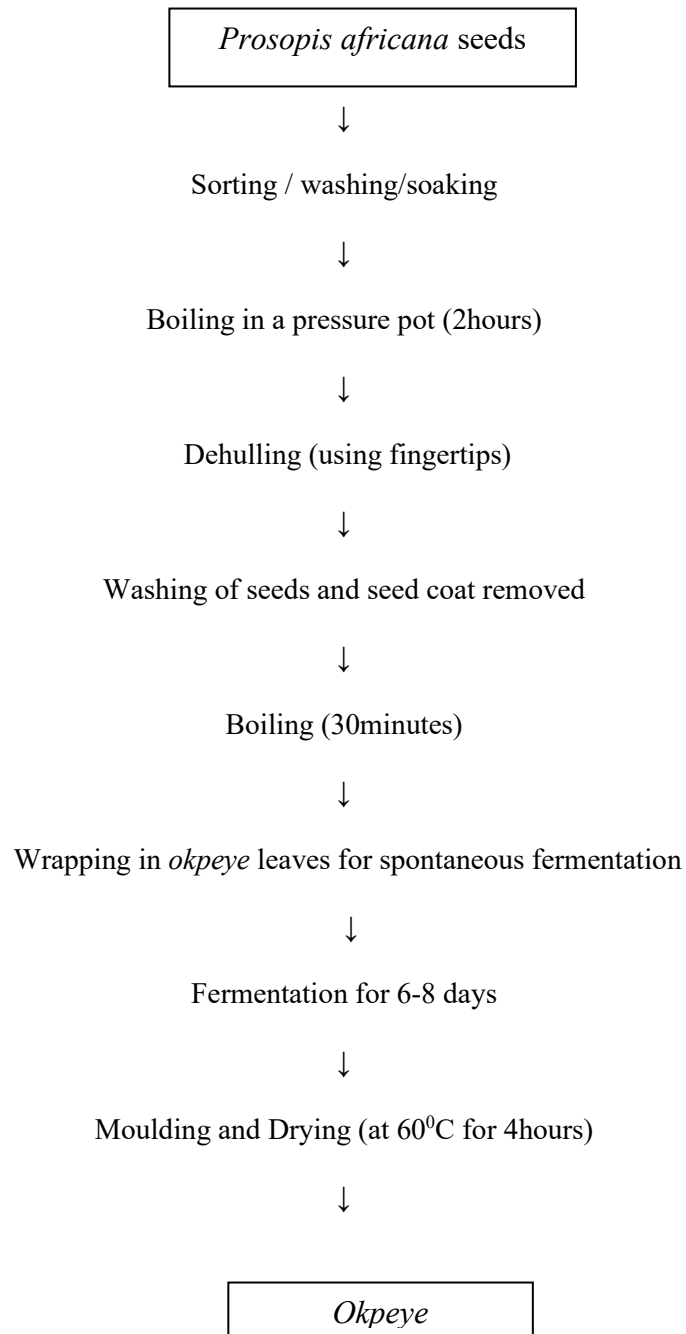 Prosopis africana seeds
↓
Sorting / washing/soaking
↓
Boiling in a pressure pot (2hours)
↓
Dehulling (using fingertips)
↓
Washing of seeds and seed coat removed
↓
Boiling (30minutes)
↓
Wrapping in okpeye leaves for spontaneous fermentation
↓
Fermentation for 6-8 days
↓
Moulding and Drying (at 60⁰C for 4hours)
↓
Okpeye